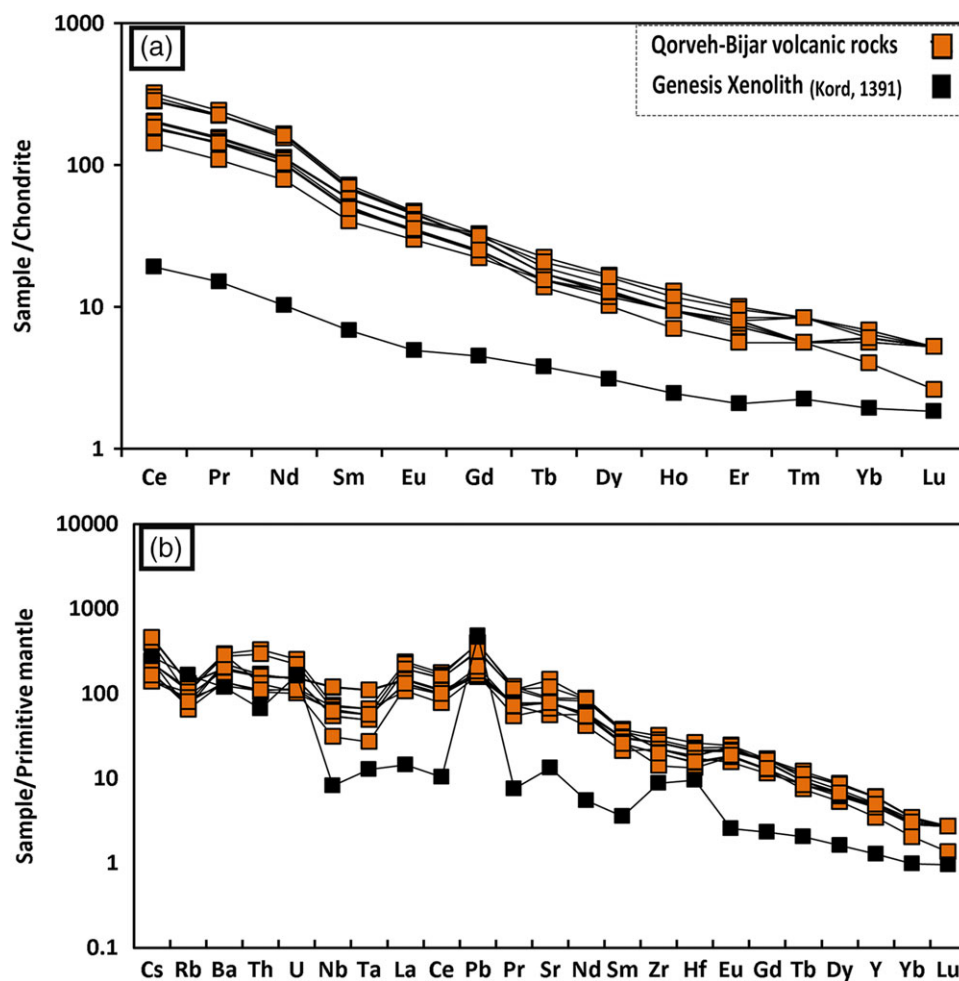 (a)
1000
100
10
1
Sample /Chondrite
Qorveh-Bijar volcanic rocks
Genesis Xenolith (Kord, 1391)
Ce Pr Nd Sm Eu Gd Tb Dy Ho Er Tm Yb Lu
(b)
10000
1000
100
10
1
0.1
Sample/Primitive mantle
Cs Rb Ba Th U Nb Ta La Ce Pb Pr Sr Nd Sm Zr Hf Eu Gd Tb Dy Y Yb Lu